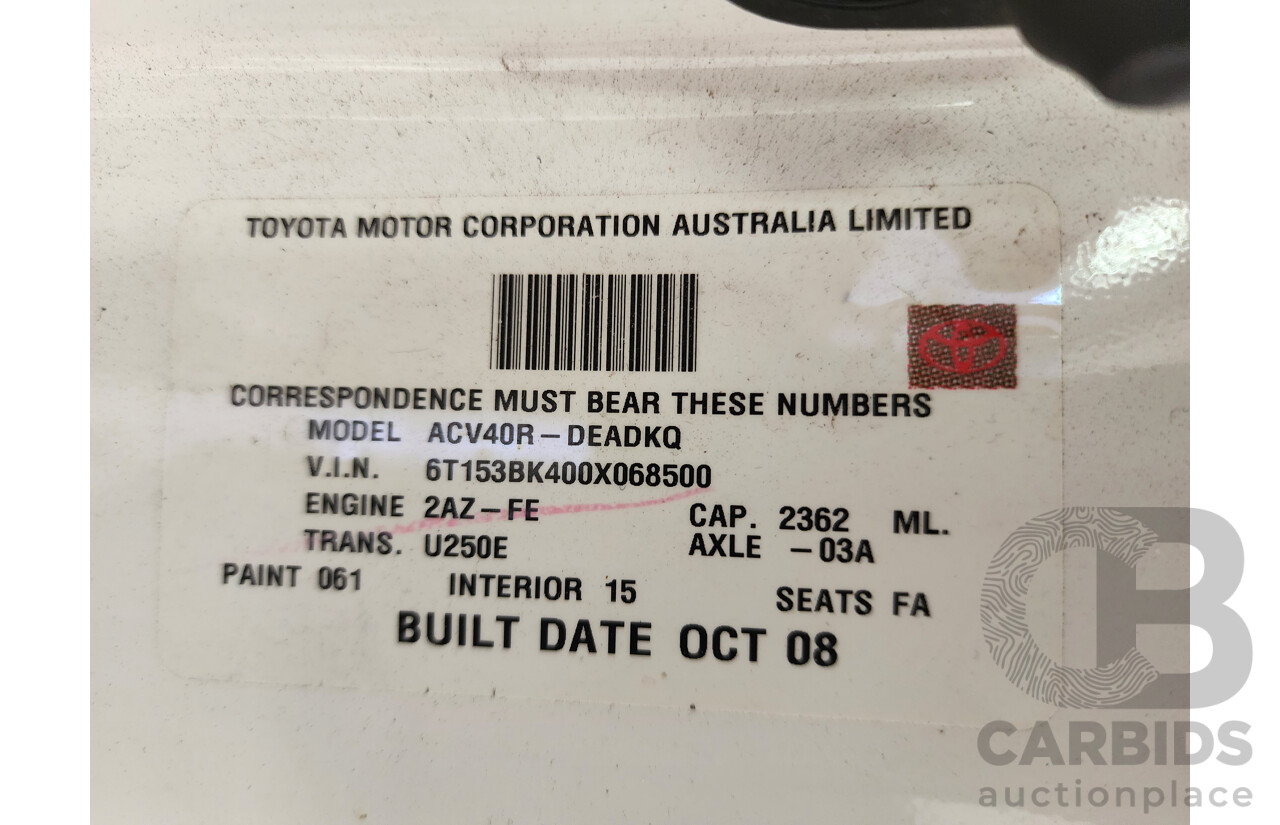 TOYOTA MOTOR CORPORATION AUSTRALIA LIMITED
CORRESPONDENCE MUST BEAR THESE NUMBERS
MODEL ACV40R-DEADKQ
V.I.N. 6T153BK400X068500
ENGINE 2AZ-FE CAP. 2362 ML.
TRANS. U250E AXLE -03A
PAINT 061 INTERIOR 15 SEATS FA
BUILT DATE OCT 08
CB
CARBIDS
auctionplace